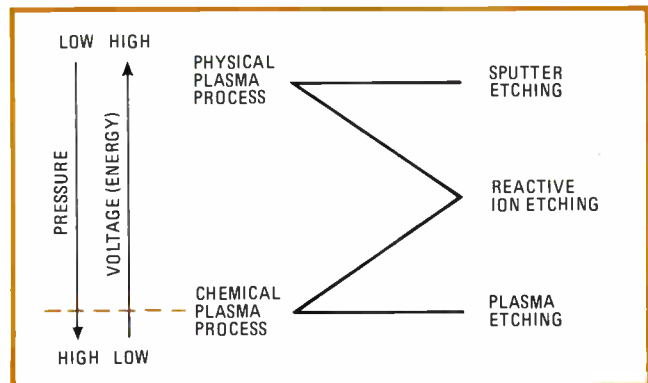 LOW HIGH
PRESSURE
VOLTAGE (ENERGY)
HIGH LOW
PHYSICAL
PLASMA
PROCESS
CHEMICAL
PLASMA
PROCESS
SPUTTER
ETCHING
REACTIVE
ION ETCHING
PLASMA
ETCHING